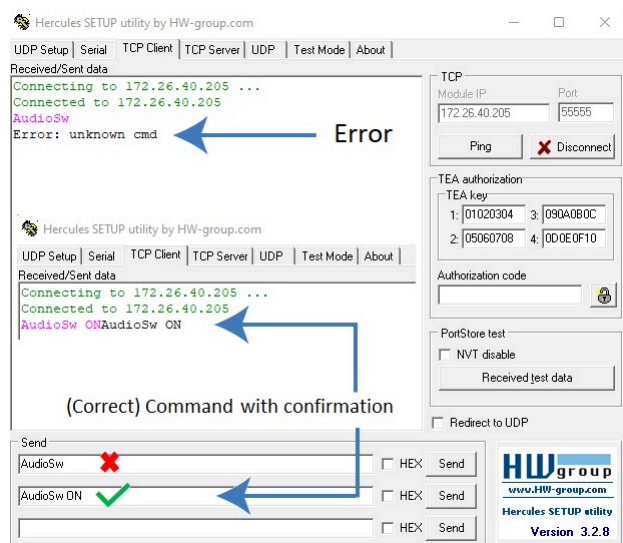 Hercules SETUP utility by HW-group.com
UDP Setup Serial TCP Client TCP Server UDP Test Mode About
Received/Sent data
Connecting to 172.26.40.205 ...
Connected to 172.26.40.205
AudioSw
Error: unknown cmd
Error
Hercules SETUP utility by HW-group.com
UDP Setup Serial TCP Client TCP Server UDP Test Mode About
Received/Sent data
Connecting to 172.26.40.205 ...
Connected to 172.26.40.205
AudioSw ONAudioSw ON
(Correct) Command with confirmation
TCP
Module IP Port
172.26.40.205 55555
Ping Disconnect
TEA authorization
TEA key
1: 01020304 3: 090A0B0C
2: 05060708 4: 0D0E0F10
Authorization code
PortStore test
NVT disable
Received test data
Redirect to UDP
Send
AudioSw HEX Send
AudioSw ON HEX Send
HEX Send
HW group
www.HW-group.com
Hercules SETUP utility
Version 3.2.8